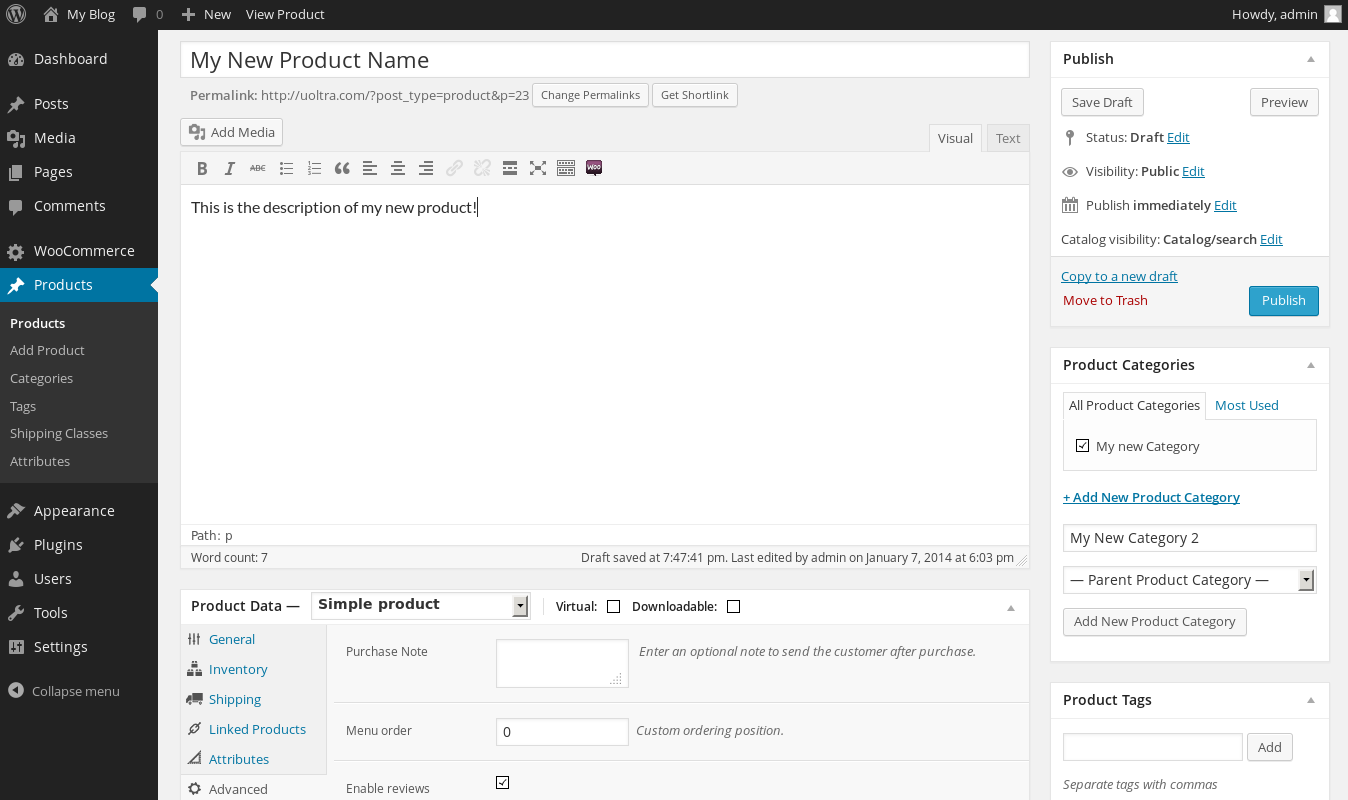 My Blog 0 New View Product Howdy, admin
Dashboard
Posts
Media
Pages
Comments
WooCommerce
Products
Products
Add Product
Categories
Tags
Shipping Classes
Attributes
Appearance
Plugins
Users
Tools
Settings
Collapse menu
My New Product Name
Permalink: http://uoltra.com/?post_type=product&p=23 Change Permalinks Get Shortlink
Add Media
Visual Text
B I ABC
WOO
This is the description of my new product!
Path: p
Word count: 7 Draft saved at 7:47:41 pm. Last edited by admin on January 7, 2014 at 6:03 pm
Product Data — Simple product Virtual: Downloadable:
General
Inventory
Shipping
Linked Products
Attributes
Advanced
Purchase Note Enter an optional note to send the customer after purchase.
Menu order 0 Custom ordering position.
Enable reviews
Publish
Save Draft Preview
Status: Draft Edit
Visibility: Public Edit
Publish immediately Edit
Catalog visibility: Catalog/search Edit
Copy to a new draft
Move to Trash Publish
Product Categories
All Product Categories Most Used
My new Category
+ Add New Product Category
My New Category 2
— Parent Product Category —
Add New Product Category
Product Tags
Add
Separate tags with commas